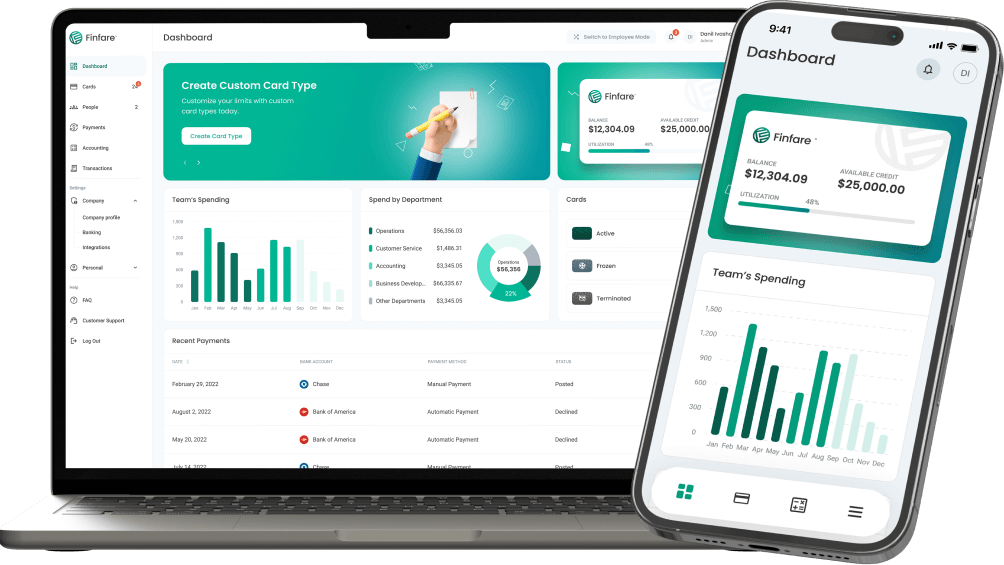 Finfare
Dashboard
Switch to Employee Mode
DI
Admin
Dashboard
Cards
People 2
Payments
Accounting
Transactions
Settings
Company
Company profile
Banking
Integrations
Personal
Help
FAQ
Customer Support
Log Out
Create Custom Card Type
Customize your limits with custom
card types today.
Create Card Type
Finfare
BALANCE AVAILABLE CREDIT
$12,304.09 $25,000.00
UTILIZATION 48%
Team's Spending
1,500
1,200
900
600
300
0
Jan Feb Mar Apr May Jun Jul Aug Sep Oct Nov Dec
Spend by Department
Operations $56,356.03
Customer Service $1,486.31
Accounting $3,345.05
Business Develop... $66,335.67
Other Departments $3,345.05
Operations
$56,356
22%
Cards
Active
Frozen
Terminated
Recent Payments
DATE BANK ACCOUNT PAYMENT METHOD STATUS
February 29, 2022 Chase Manual Payment Posted
August 2, 2022 Bank of America Automatic Payment Declined
May 20, 2022 Bank of America Automatic Payment Declined
July 14, 2022 Chase Manual Payment Posted
9:41
Dashboard
DI
Finfare
BALANCE AVAILABLE CREDIT
$12,304.09 $25,000.00
UTILIZATION 48%
Team's Spending
1,500
1,200
900
600
300
0
Jan Feb Mar Apr May Jun Jul Aug Sep Oct Nov Dec